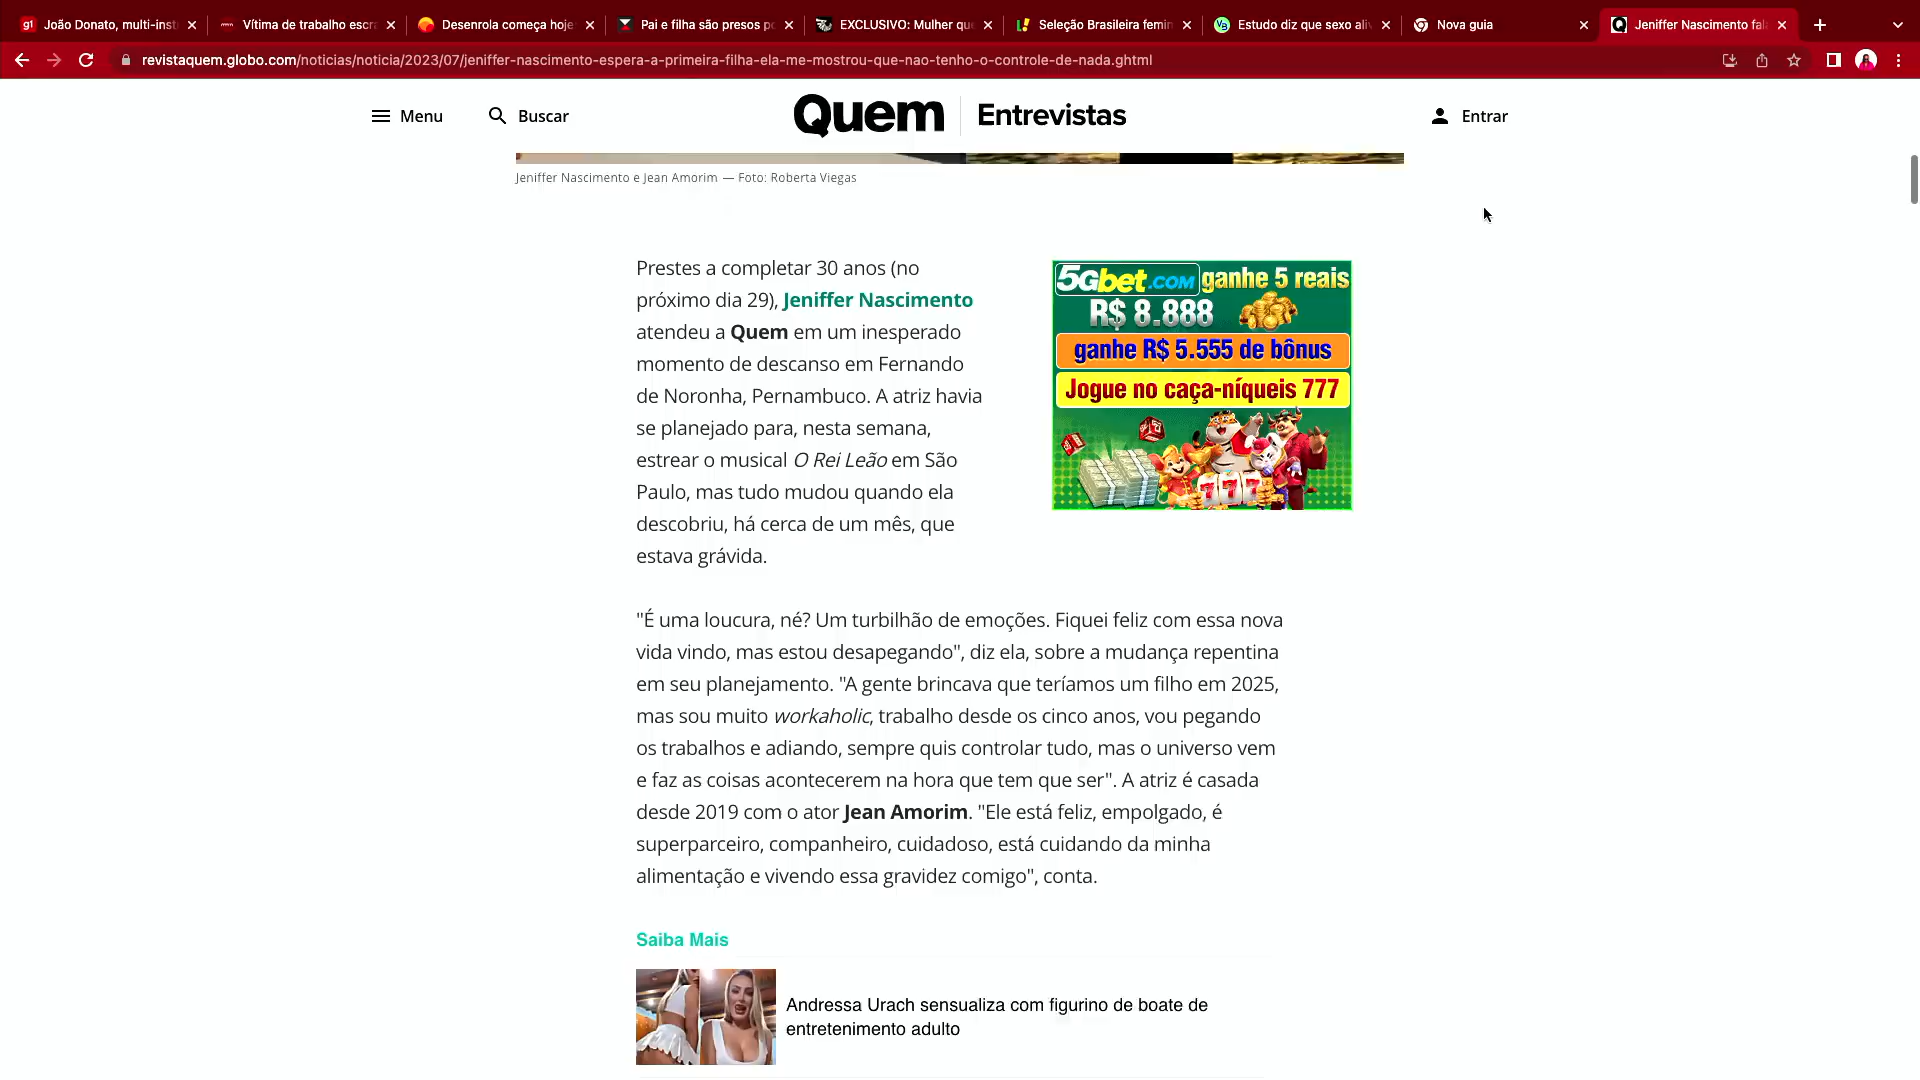 João Donato, multi-inst
Vítima de trabalho escra
Desenrola começa hoje
Pai e filha são presos p
EXCLUSIVO: Mulher que
Seleção Brasileira femin
Estudo diz que sexo ali
Nova guia
Jeniffer Nascimento fal
revistaquem.globo.com/noticias/noticia/2023/07/jeniffer-nascimento-espera-a-primeira-filha-ela-me-mostrou-que-nao-tenho-o-controle-de-nada.ghtml
Menu
Buscar
Quem
Entrevistas
Entrar
Jeniffer Nascimento e Jean Amorim — Foto: Roberta Viegas
Prestes a completar 30 anos (no
próximo dia 29), Jeniffer Nascimento
atendeu a Quem em um inesperado
momento de descanso em Fernando
de Noronha, Pernambuco. A atriz havia
se planejado para, nesta semana,
estrear o musical O Rei Leão em São
Paulo, mas tudo mudou quando ela
descobriu, há cerca de um mês, que
estava grávida.
5Gbet.COM ganhe 5 reais
R$ 8.888
ganhe R$ 5.555 de bônus
Jogue no caça-níqueis 777
777
"É uma loucura, né? Um turbilhão de emoções. Fiquei feliz com essa nova
vida vindo, mas estou desapegando", diz ela, sobre a mudança repentina
em seu planejamento. "A gente brincava que teríamos um filho em 2025,
mas sou muito workaholic, trabalho desde os cinco anos, vou pegando
os trabalhos e adiando, sempre quis controlar tudo, mas o universo vem
e faz as coisas acontecerem na hora que tem que ser". A atriz é casada
desde 2019 com o ator Jean Amorim. "Ele está feliz, empolgado, é
superparceiro, companheiro, cuidadoso, está cuidando da minha
alimentação e vivendo essa gravidez comigo", conta.
Saiba Mais
Andressa Urach sensualiza com figurino de boate de
entretenimento adulto